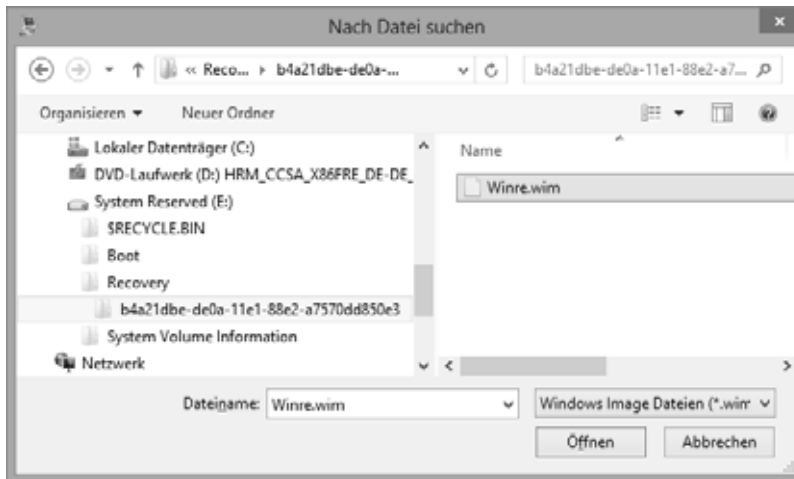 Nach Datei suchen
« Reco... b4a21dbe-de0a-...
b4a21dbe-de0a-11e1-88e2-a7...
Organisieren Neuer Ordner
Lokaler Datenträger (C:)
DVD-Laufwerk (D:) HRM_CCSA_X86FRE_DE-DE_
System Reserved (E:)
$RECYCLE.BIN
Boot
Recovery
b4a21dbe-de0a-11e1-88e2-a7570dd850e3
System Volume Information
Netzwerk
Name
Winre.wim
Dateiname: Winre.wim
Windows Image Dateien (*.wim
Öffnen Abbrechen